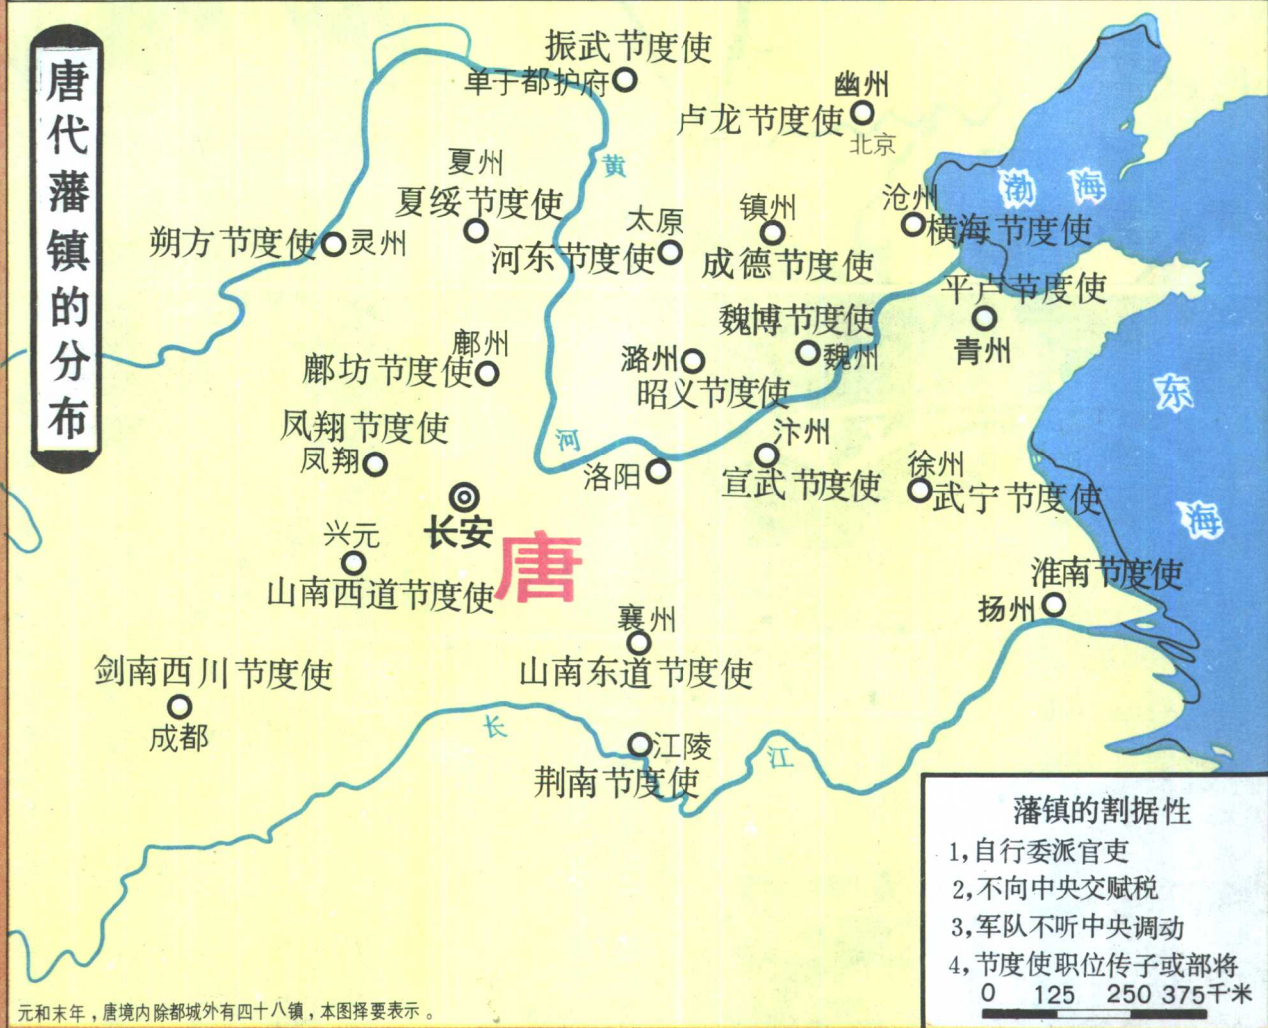 唐代藩镇的分布
振武节度使
单于都护府
幽州
卢龙节度使
北京
夏州
夏绥节度使
黄
太原
河东节度使
镇州
成德节度使
沧州
横海节度使
渤海
朔方节度使
灵州
平卢节度使
青州
魏博节度使
魏州
鄜州
鄜坊节度使
潞州
昭义节度使
东
海
凤翔节度使
凤翔
河
洛阳
汴州
宣武节度使
徐州
武宁节度使
长安
唐
兴元
山南西道节度使
淮南节度使
扬州
襄州
山南东道节度使
剑南西川节度使
成都
长
江
江陵
荆南节度使
藩镇的割据性
1,自行委派官吏
2,不向中央交赋税
3,军队不听中央调动
4,节度使职位传子或部将
0 125 250 375千米
元和末年，唐境内除都城外有四十八镇，本图择要表示。